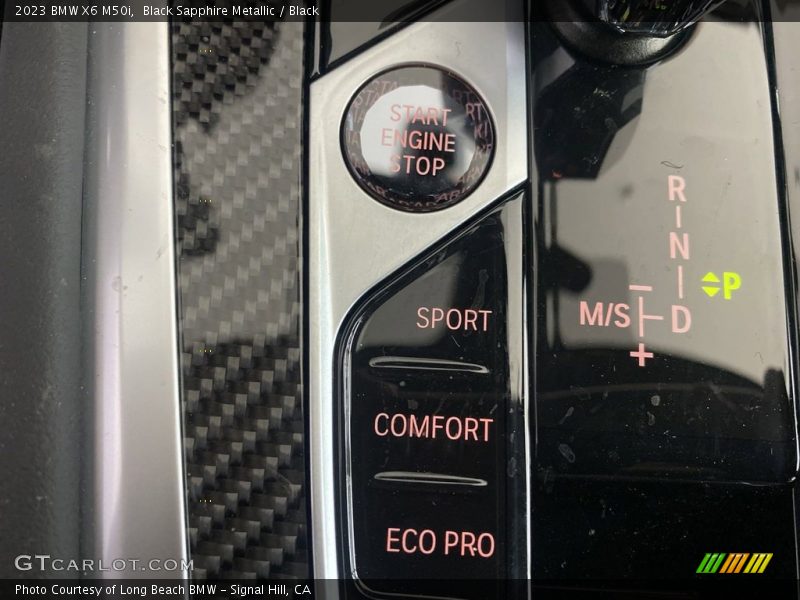 2023 BMW X6 M50i,  Black Sapphire Metallic / Black
START
ENGINE
STOP
R
N
P
M/S
D
SPORT
COMFORT
ECO PRO
GTCARLOT.COM
Photo Courtesy of Long Beach BMW – Signal Hill, CA